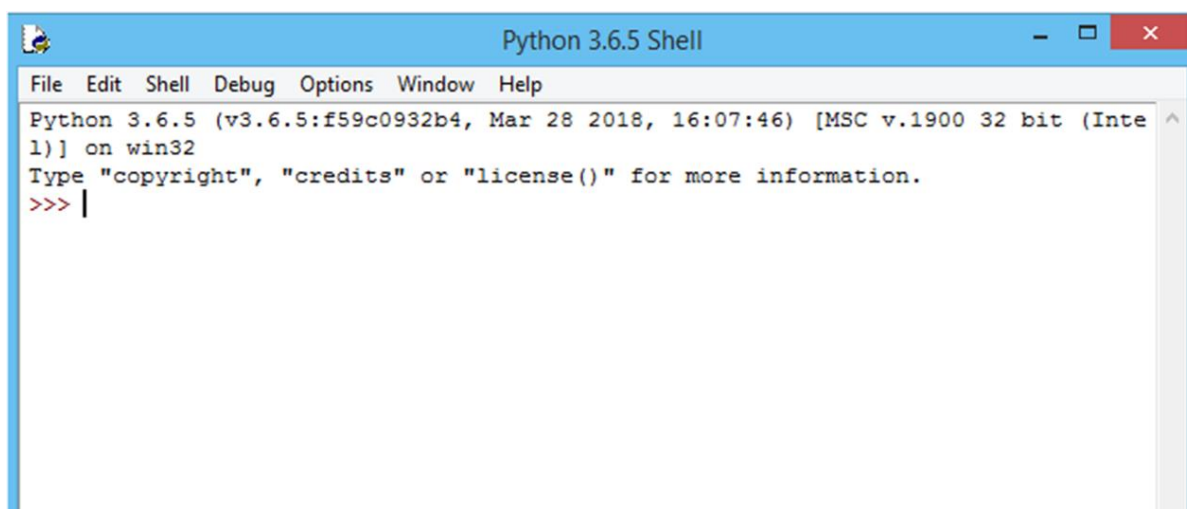 Python 3.6.5 Shell
File Edit Shell Debug Options Window Help
Python 3.6.5 (v3.6.5:f59c0932b4, Mar 28 2018, 16:07:46) [MSC v.1900 32 bit (Inte
l)] on win32
Type "copyright", "credits" or "license()" for more information.
>>>